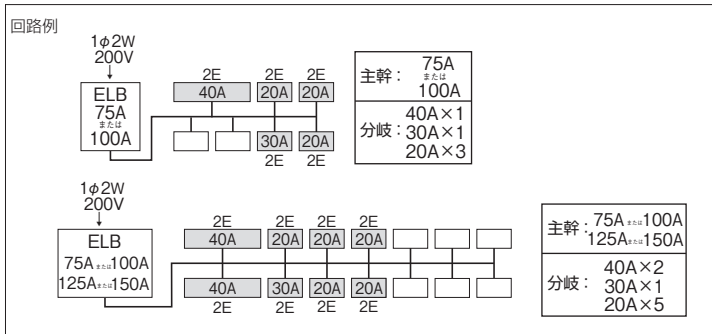 回路例
1φ2W
200V
ELB
75A
または
100A
2E 2E 2E
40A 20A 20A
30A 20A
2E 2E
主幹： 75A
または
100A
分岐： 40A×1
30A×1
20A×3
1φ2W
200V
ELB
75Aまたは100A
125Aまたは150A
2E 2E 2E 2E
40A 20A 20A 20A
40A 30A 20A 20A
2E 2E 2E 2E
主幹： 75Aまたは100A
125Aまたは150A
分岐： 40A×2
30A×1
20A×5